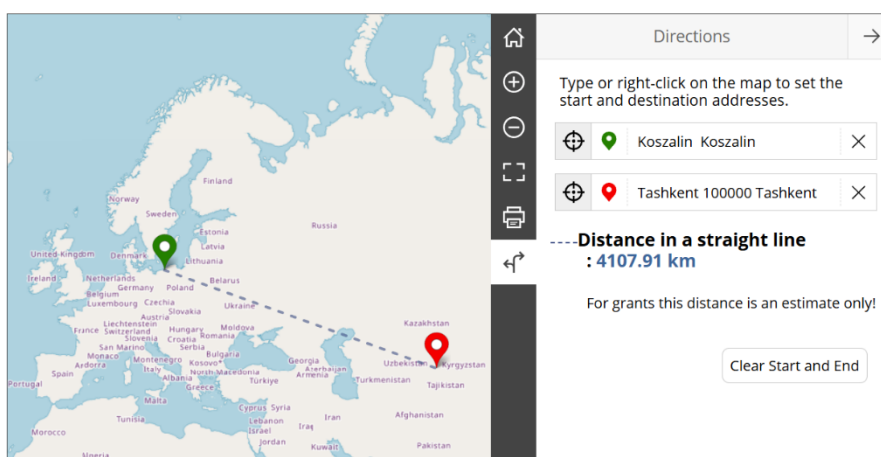 Finland
Norway
Sweden
Russia
Estonia
Latvia
Lithuania
United Kingdom
Denmark
Ireland
Netherlands
Belarus
Germany
Poland
Belgium
Luxembourg
Czechia
Slovakia
Ukraine
Austria
Liechtenstein
France
Switzerland
Hungary
Moldova
Kazakhstan
Slovenia
Croatia
Romania
San Marino
Serbia
Monaco
Montenegro
Bulgaria
Georgia
Uzbekistan
Kyrgyzstan
Andorra
Italy
Kosovo*
Azerbaijan
Spain
Albania
North Macedonia
Armenia
Portugal
Greece
Türkiye
Turkmenistan
Tajikistan
Malta
Cyprus
Syria
Tunisia
Lebanon
Iran
Afghanistan
Israel
Iraq
Morocco
Jordan
Kuwait
Pakistan
Algeria
Directions
Type or right-click on the map to set the
start and destination addresses.
Koszalin Koszalin
Tashkent 100000 Tashkent
Distance in a straight line
: 4107.91 km
For grants this distance is an estimate only!
Clear Start and End